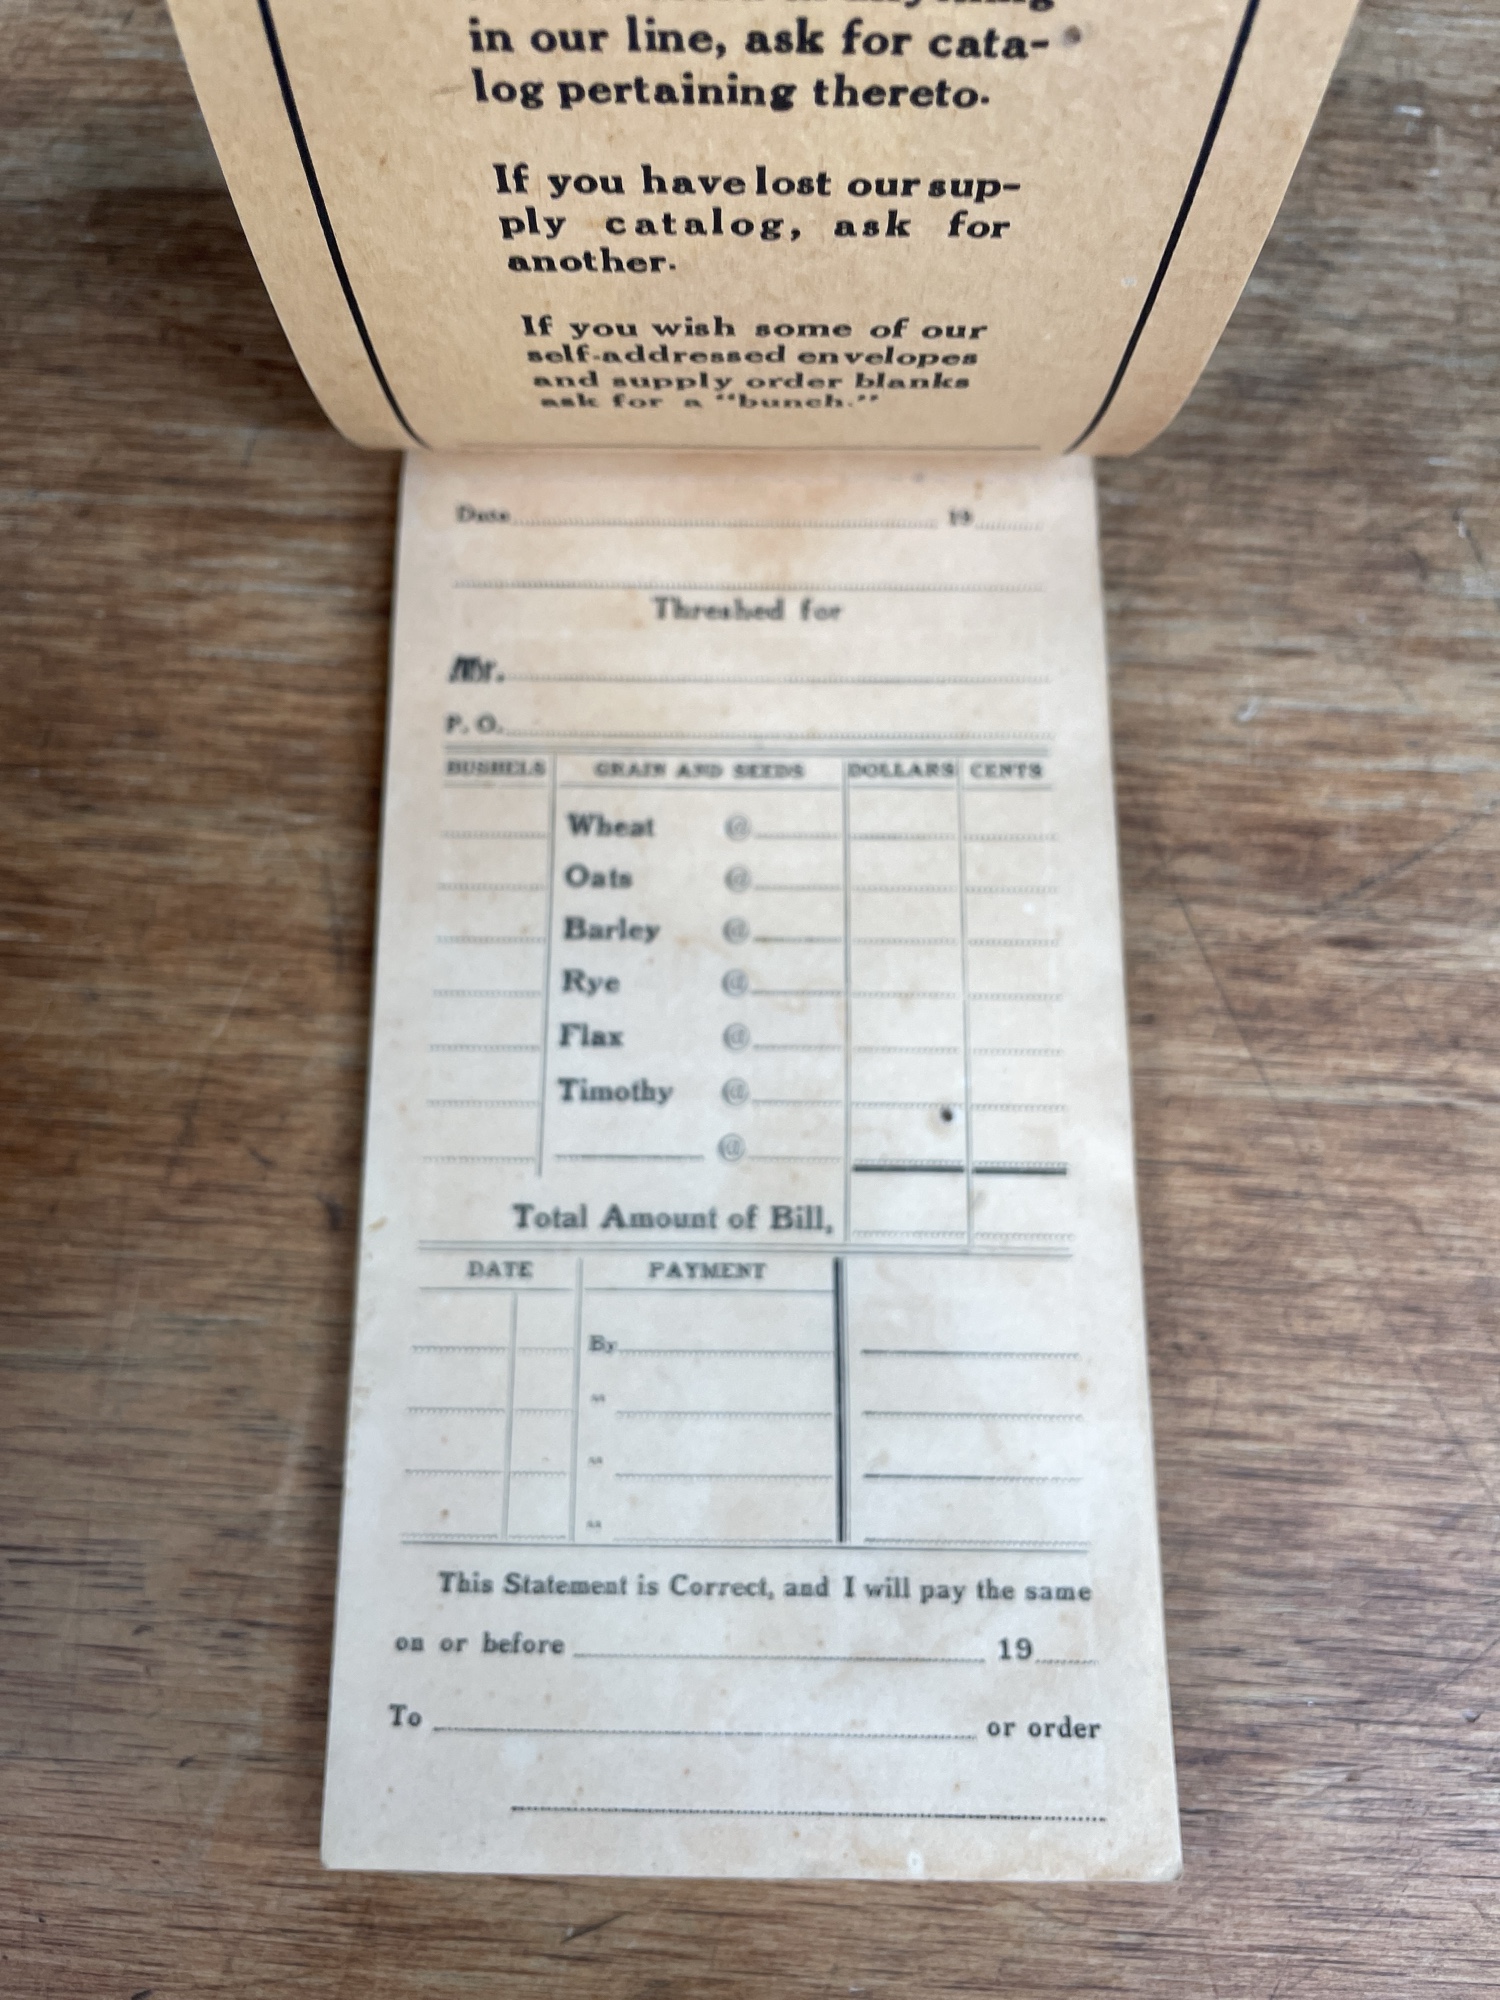 in our line, ask for cata-
log pertaining thereto.
If you have lost our sup-
ply catalog, ask for
another.
If you wish some of our
self-addressed envelopes
and supply order blanks
ask for a "bunch."
Date 19
Threshed for
Mr.
P. O.
BUSHELS GRAIN AND SEEDS DOLLARS CENTS
Wheat @
Oats @
Barley @
Rye @
Flax @
Timothy @
@
Total Amount of Bill,
DATE PAYMENT
By
"
"
"
This Statement is Correct, and I will pay the same
on or before 19
To or order